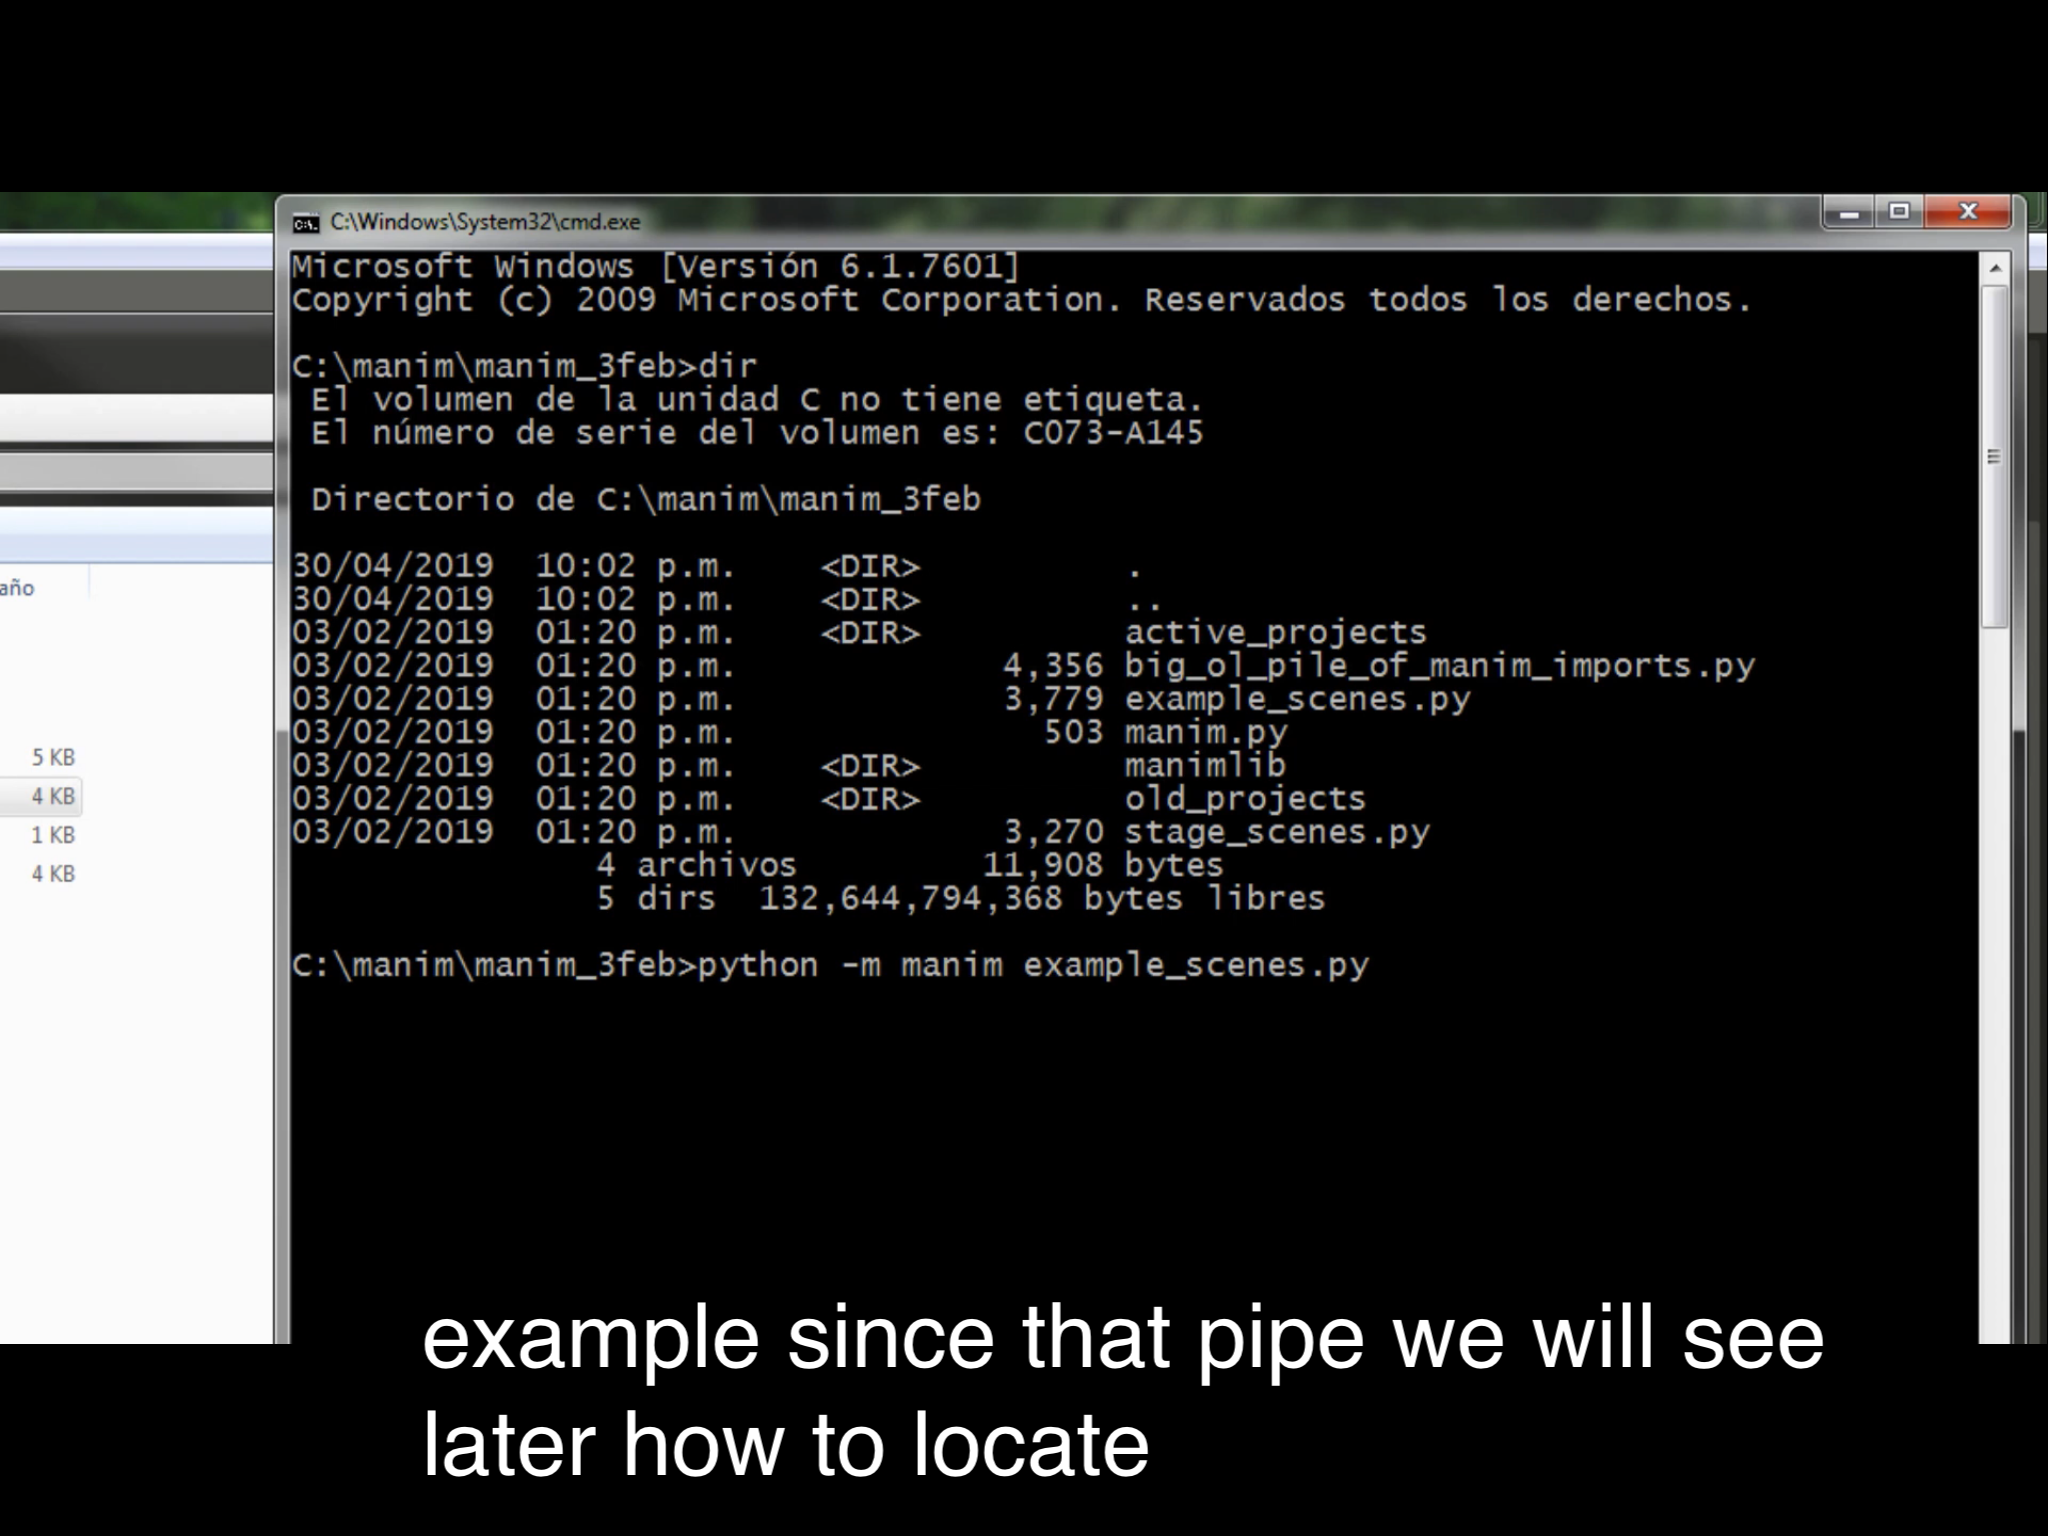 C:\Windows\System32\cmd.exe
Microsoft Windows [Versión 6.1.7601]
Copyright (c) 2009 Microsoft Corporation. Reservados todos los derechos.
C:\manim\manim_3feb>dir
El volumen de la unidad C no tiene etiqueta.
El número de serie del volumen es: C073-A145
Directorio de C:\manim\manim_3feb
30/04/2019 10:02 p.m. <DIR> .
30/04/2019 10:02 p.m. <DIR> ..
03/02/2019 01:20 p.m. <DIR> active_projects
03/02/2019 01:20 p.m. 4,356 big_ol_pile_of_manim_imports.py
03/02/2019 01:20 p.m. 3,779 example_scenes.py
03/02/2019 01:20 p.m. 503 manim.py
03/02/2019 01:20 p.m. <DIR> manimlib
03/02/2019 01:20 p.m. <DIR> old_projects
03/02/2019 01:20 p.m. 3,270 stage_scenes.py
4 archivos 11,908 bytes
5 dirs 132,644,794,368 bytes libres
C:\manim\manim_3feb>python -m manim example_scenes.py
año
5 KB
4 KB
1 KB
4 KB
example since that pipe we will see
later how to locate